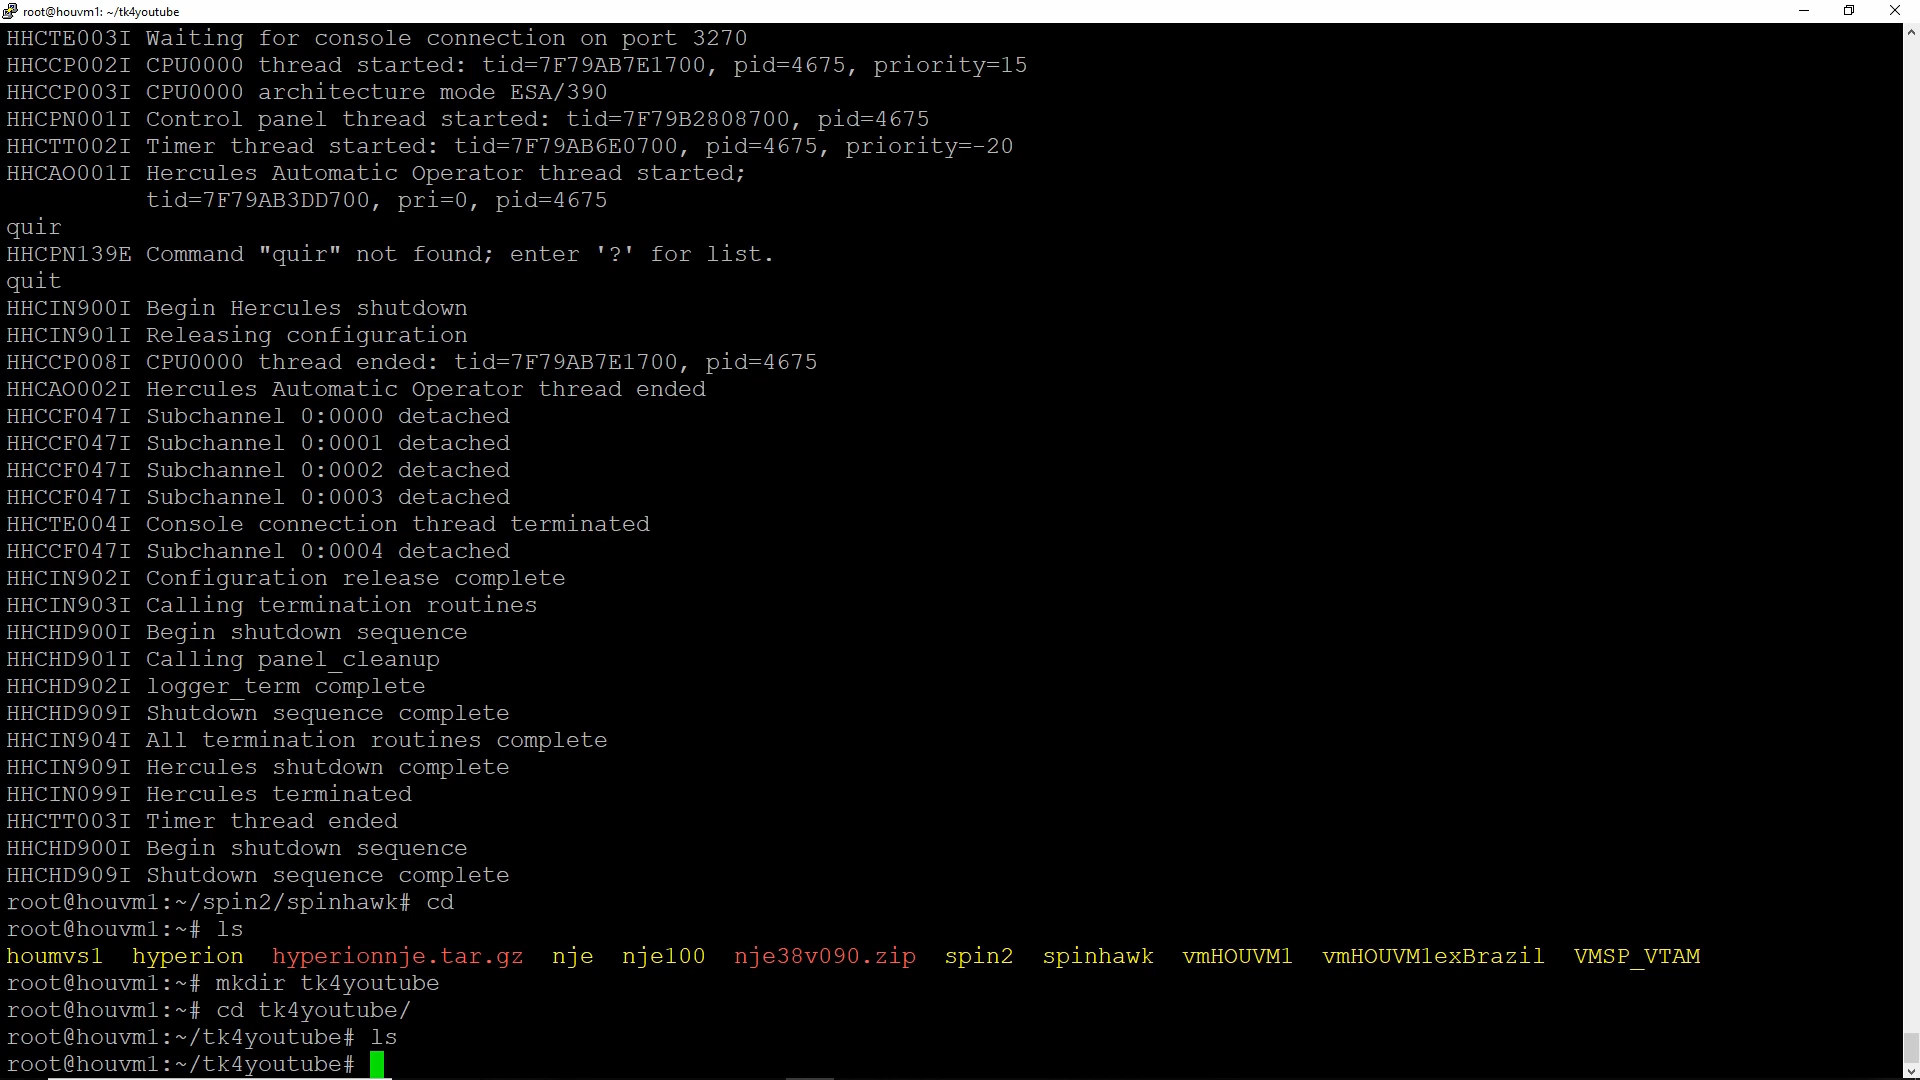 root@houvm1: ~/tk4youtube
HHCTE003I Waiting for console connection on port 3270
HHCCP002I CPU0000 thread started: tid=7F79AB7E1700, pid=4675, priority=15
HHCCP003I CPU0000 architecture mode ESA/390
HHCPN001I Control panel thread started: tid=7F79B2808700, pid=4675
HHCTT002I Timer thread started: tid=7F79AB6E0700, pid=4675, priority=-20
HHCAO001I Hercules Automatic Operator thread started;
tid=7F79AB3DD700, pri=0, pid=4675
quir
HHCPN139E Command "quir" not found; enter '?' for list.
quit
HHCIN900I Begin Hercules shutdown
HHCIN901I Releasing configuration
HHCCP008I CPU0000 thread ended: tid=7F79AB7E1700, pid=4675
HHCAO002I Hercules Automatic Operator thread ended
HHCCF047I Subchannel 0:0000 detached
HHCCF047I Subchannel 0:0001 detached
HHCCF047I Subchannel 0:0002 detached
HHCCF047I Subchannel 0:0003 detached
HHCTE004I Console connection thread terminated
HHCCF047I Subchannel 0:0004 detached
HHCIN902I Configuration release complete
HHCIN903I Calling termination routines
HHCHD900I Begin shutdown sequence
HHCHD901I Calling panel_cleanup
HHCHD902I logger_term complete
HHCHD909I Shutdown sequence complete
HHCIN904I All termination routines complete
HHCIN909I Hercules shutdown complete
HHCIN099I Hercules terminated
HHCTT003I Timer thread ended
HHCHD900I Begin shutdown sequence
HHCHD909I Shutdown sequence complete
root@houvm1:~/spin2/spinhawk# cd
root@houvm1:~# ls
houmvs1 hyperion hyperionnje.tar.gz nje nje100 nje38v090.zip spin2 spinhawk vmHOUVM1 vmHOUVM1exBrazil VMSP_VTAM
root@houvm1:~# mkdir tk4youtube
root@houvm1:~# cd tk4youtube/
root@houvm1:~/tk4youtube# ls
root@houvm1:~/tk4youtube#